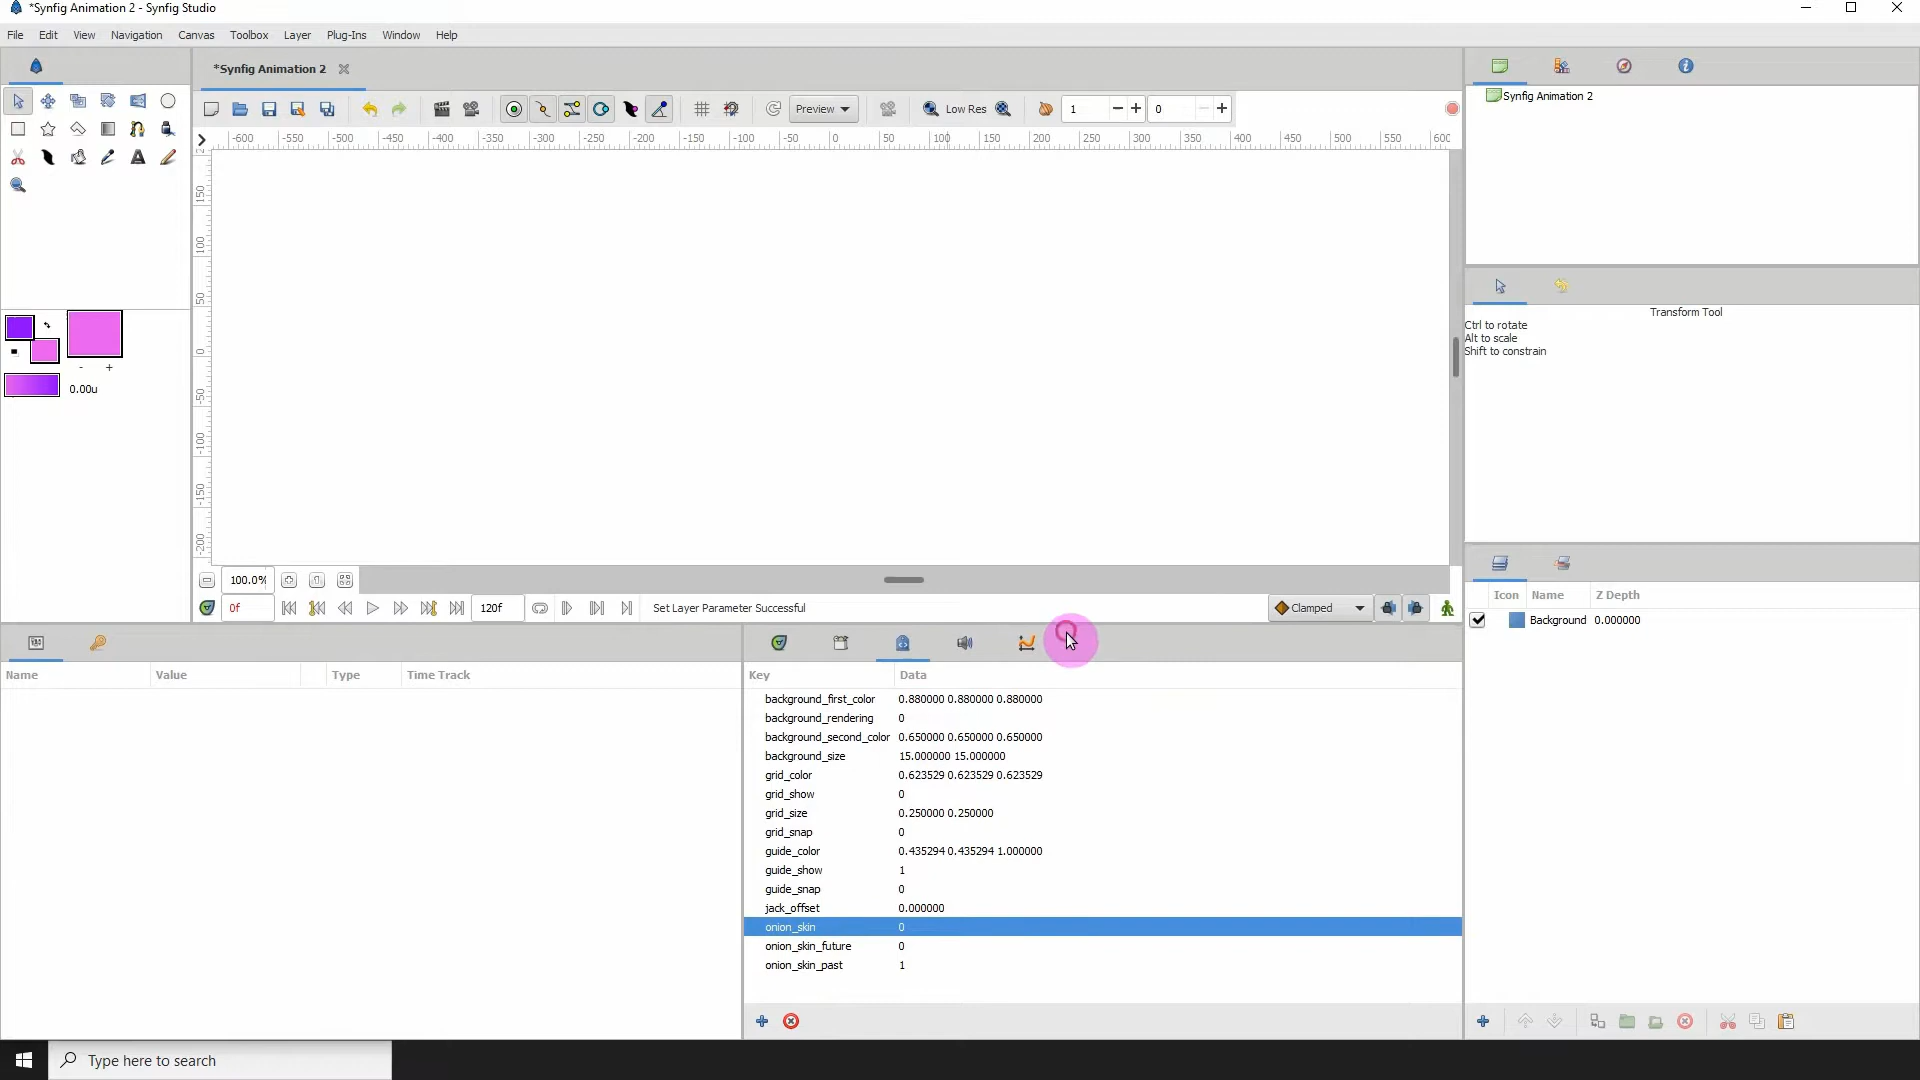 *Synfig Animation 2 - Synfig Studio
File Edit View Navigation Canvas Toolbox Layer Plug-Ins Window Help
*Synfig Animation 2
Preview Low Res 1 0
-600 -550 -500 -450 -400 -350 -300 -250 -200 -150 -100 -50 0 50 100 150 200 250 300 350 400 450 500 550 600
150
100
50
0
-50
-100
-150
-200
0.00u
100.0%
0f 120f Set Layer Parameter Successful Clamped
Synfig Animation 2
Transform Tool
Ctrl to rotate
Alt to scale
Shift to constrain
Icon Name Z Depth
Background 0.000000
Name Value Type Time Track
Key Data
background_first_color 0.880000 0.880000 0.880000
background_rendering 0
background_second_color 0.650000 0.650000 0.650000
background_size 15.000000 15.000000
grid_color 0.623529 0.623529 0.623529
grid_show 0
grid_size 0.250000 0.250000
grid_snap 0
guide_color 0.435294 0.435294 1.000000
guide_show 1
guide_snap 0
jack_offset 0.000000
onion_skin 0
onion_skin_future 0
onion_skin_past 1
Type here to search